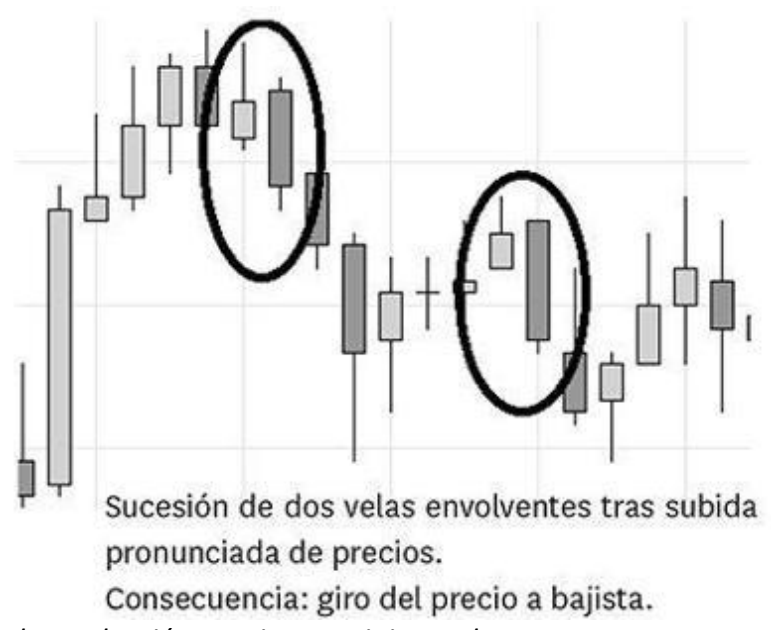 Sucesión de dos velas envolventes tras subida
pronunciada de precios.
Consecuencia: giro del precio a bajista.